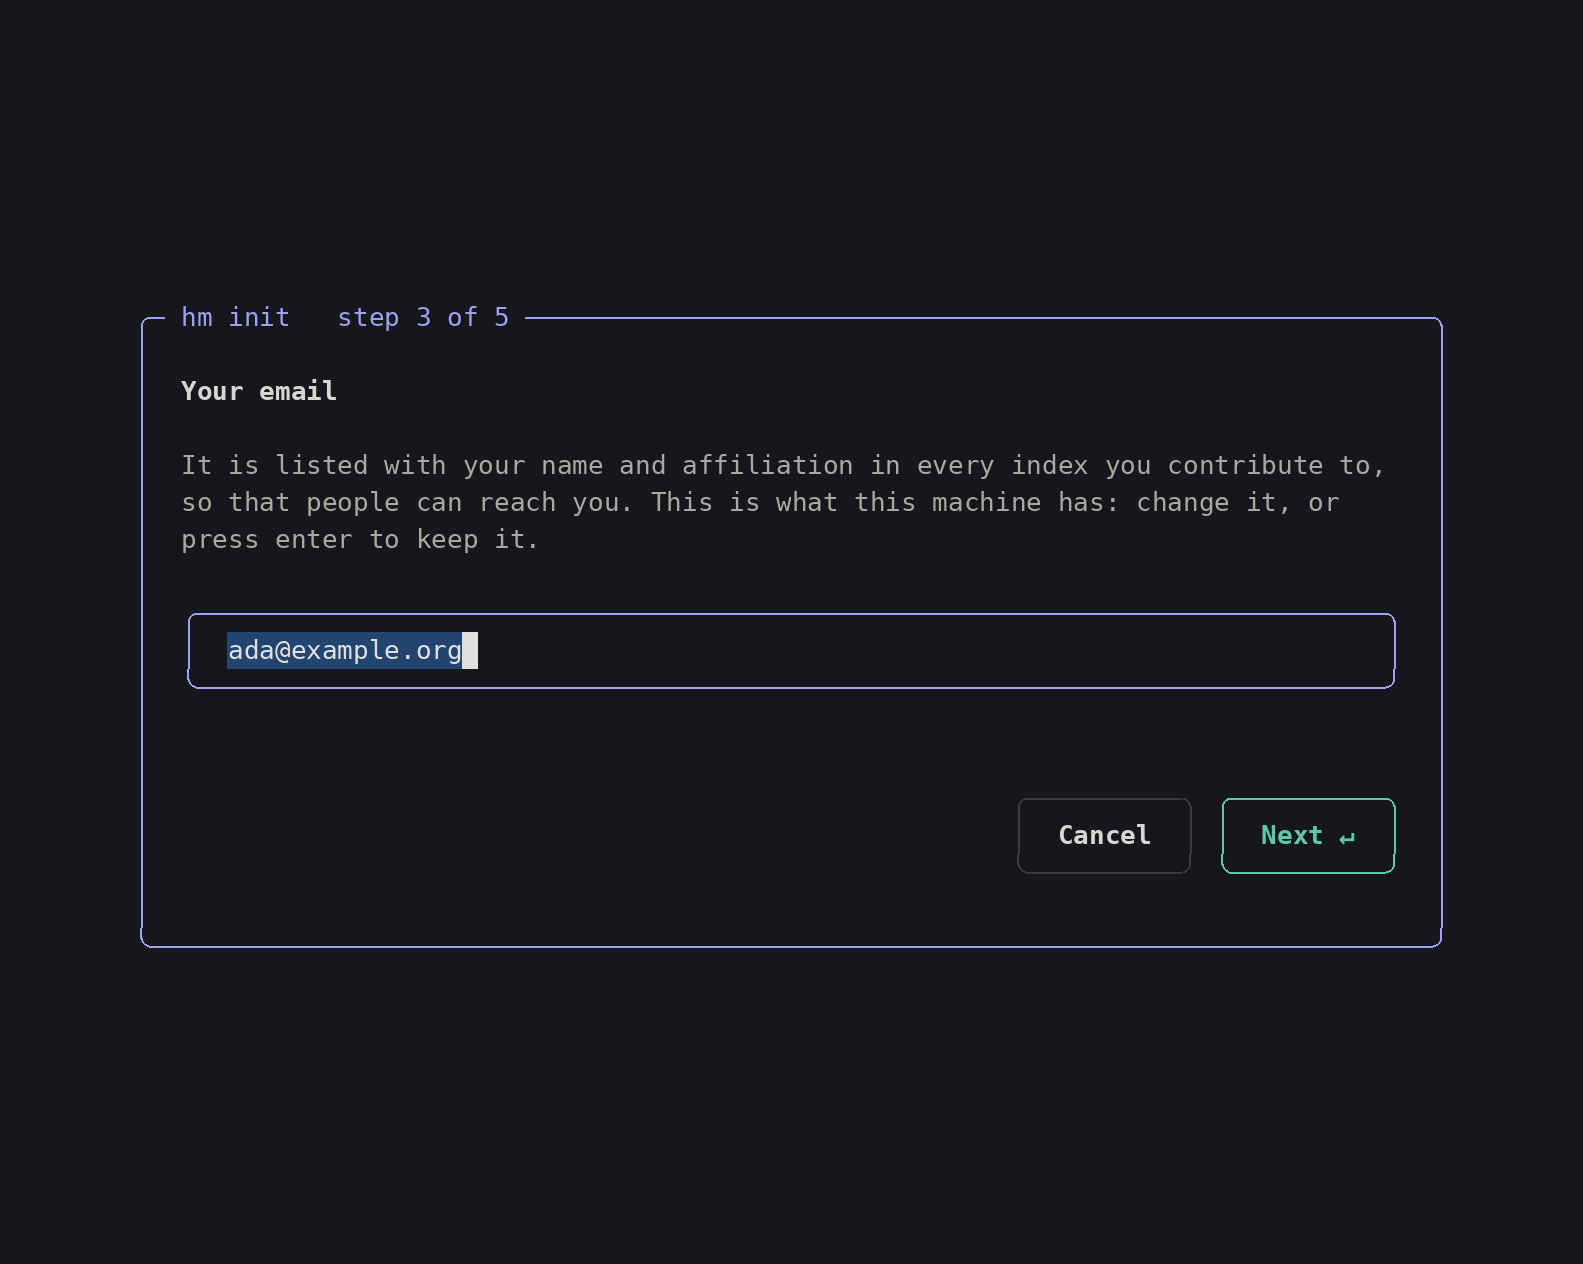 hm init   step 3 of 5
Your email
It is listed with your name and affiliation in every index you contribute to,
so that people can reach you. This is what this machine has: change it, or
press enter to keep it.
ada@example.org
Cancel
Next ↵